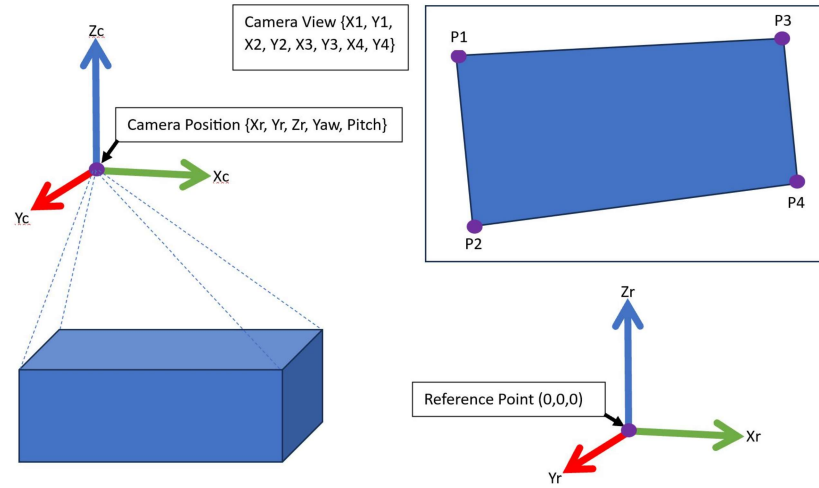 Zc
Camera View {X1, Y1,
X2, Y2, X3, Y3, X4, Y4}
P1
P3
Camera Position {Xr, Yr, Zr, Yaw, Pitch}
Xc
Yc
P4
P2
Zr
Reference Point (0,0,0)
Xr
Yr